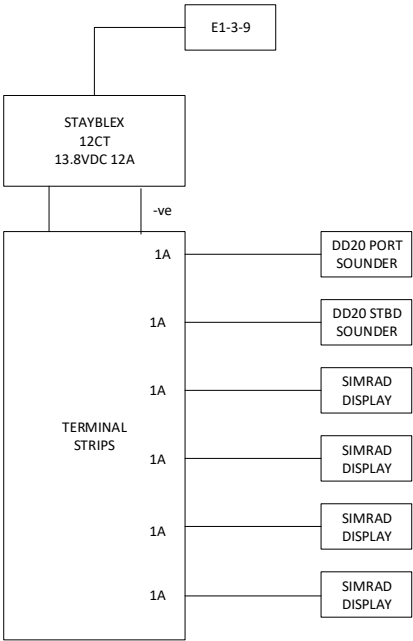 E1-3-9
STAYBLEX
12CT
13.8VDC 12A
-ve
1A
DD20 PORT
SOUNDER
1A
DD20 STBD
SOUNDER
1A
SIMRAD
DISPLAY
TERMINAL
STRIPS
1A
SIMRAD
DISPLAY
1A
SIMRAD
DISPLAY
1A
SIMRAD
DISPLAY